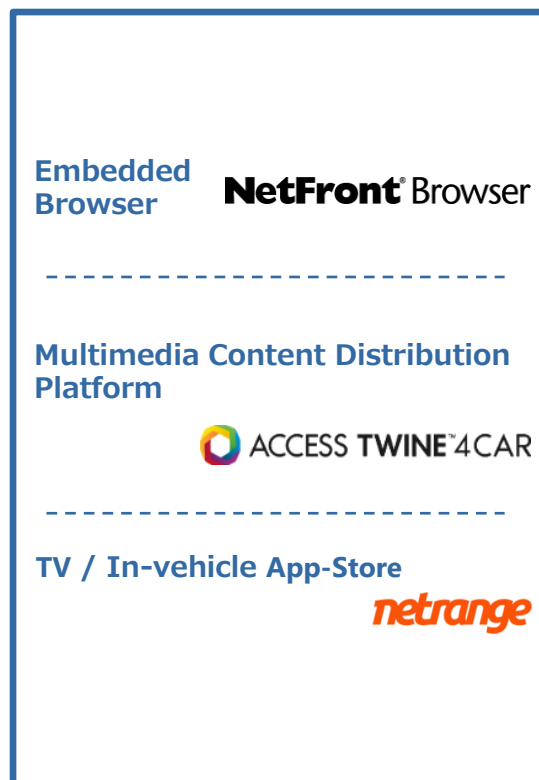 Embedded
Browser
NetFront® Browser
Multimedia Content Distribution
Platform
ACCESS TWINE™4CAR
TV / In-vehicle App-Store
netrange